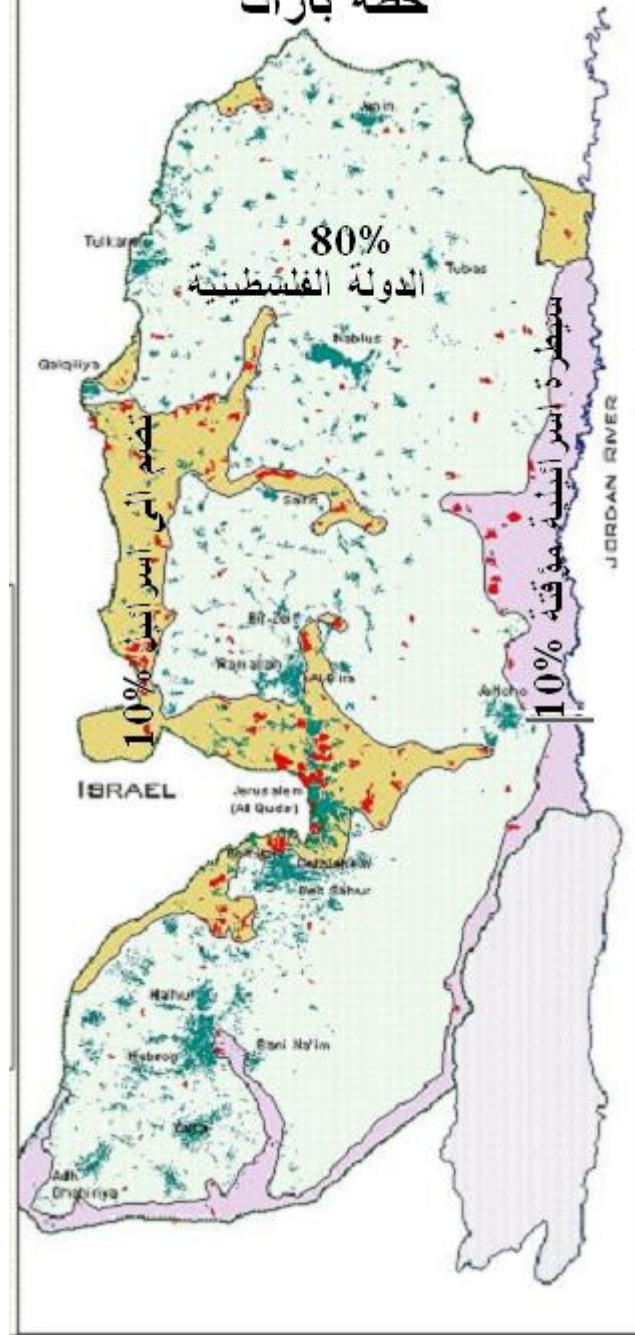 خطة باراك
Jenin
Tulkarm
80%
الدولة الفلسطينية
Tubas
Nablus
Qalqiliya
تضم الى اسرائيل 10%
سيطرة اسرائيلية مؤقتة 10%
JORDAN RIVER
Salfit
Bir-Zeit
Ramallah
Al-Bira
Jericho
ISRAEL
Jerusalem
(Al Quds)
Bethlehem
Beit Sahur
Halhul
Hebron
Bani Na'im
Yatta
Adh
Dhahiriya